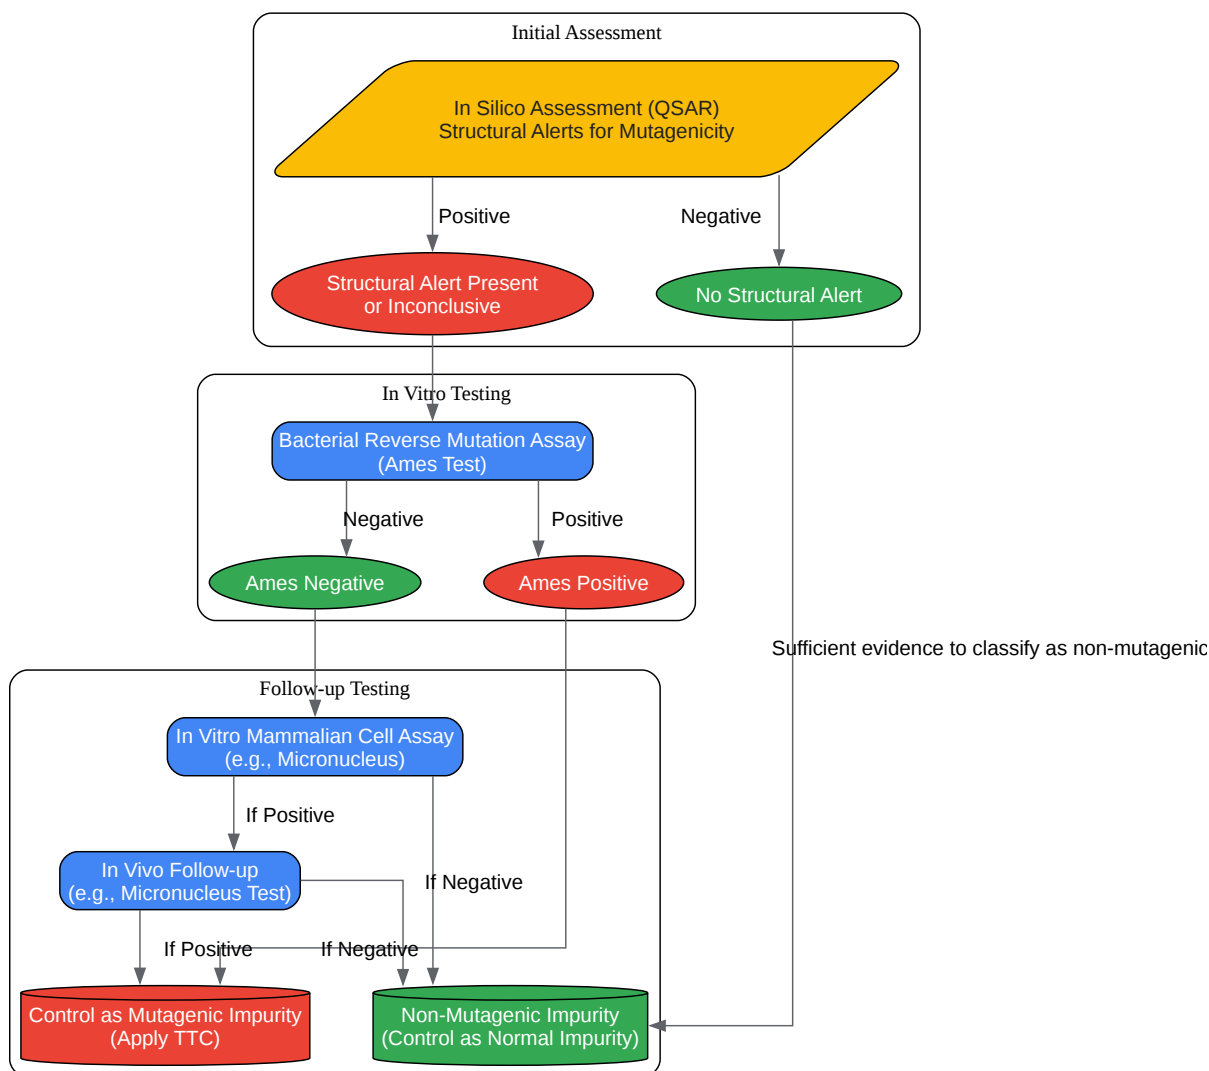 Initial Assessment
In Silico Assessment (QSAR)
Structural Alerts for Mutagenicity
Positive
Negative
Structural Alert Present
or Inconclusive
No Structural Alert
In Vitro Testing
Bacterial Reverse Mutation Assay
(Ames Test)
Negative
Positive
Ames Negative
Ames Positive
Sufficient evidence to classify as non-mutagenic
Follow-up Testing
In Vitro Mammalian Cell Assay
(e.g., Micronucleus)
If Positive
In Vivo Follow-up
(e.g., Micronucleus Test)
If Negative
If Positive
If Negative
Control as Mutagenic Impurity
(Apply TTC)
Non-Mutagenic Impurity
(Control as Normal Impurity)